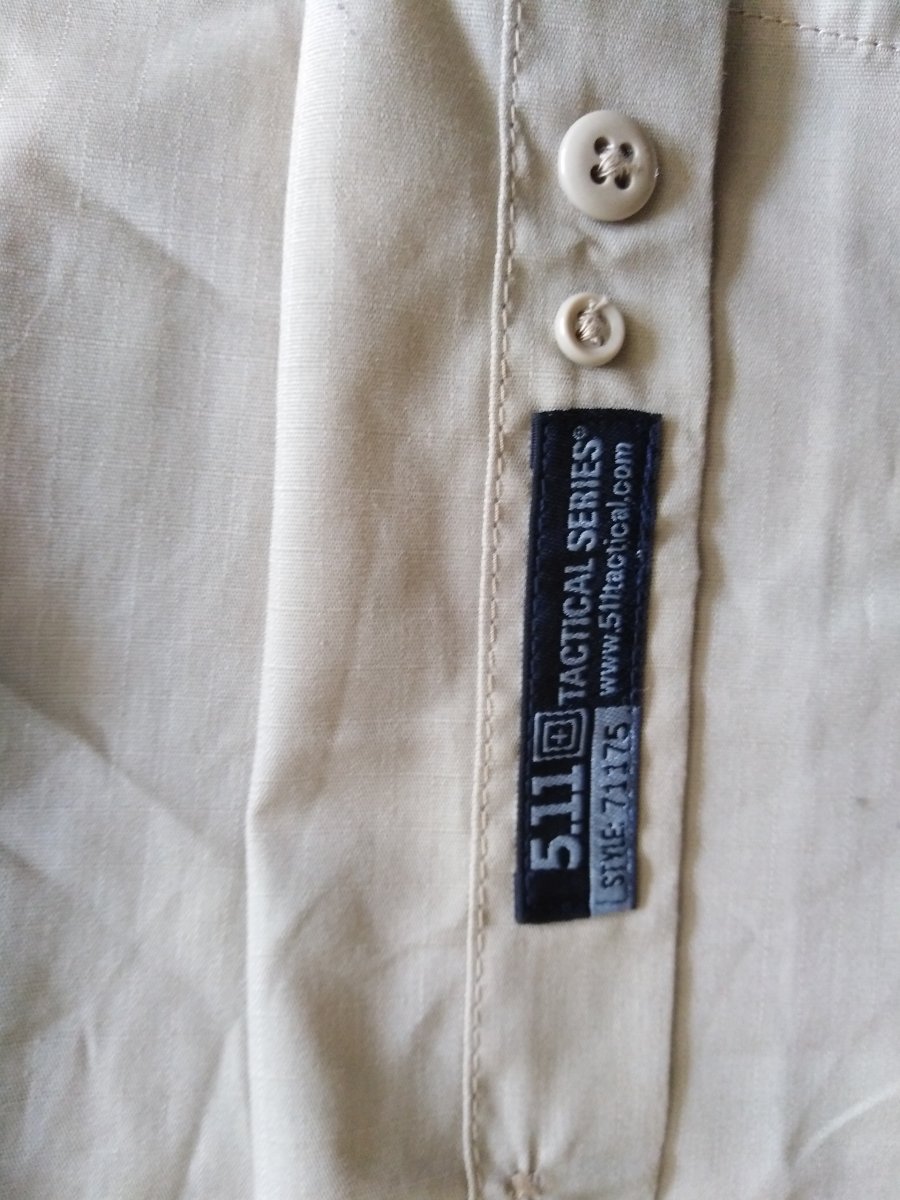 5.11 TACTICAL SERIES®
www.511tactical.com
STYLE: 71175